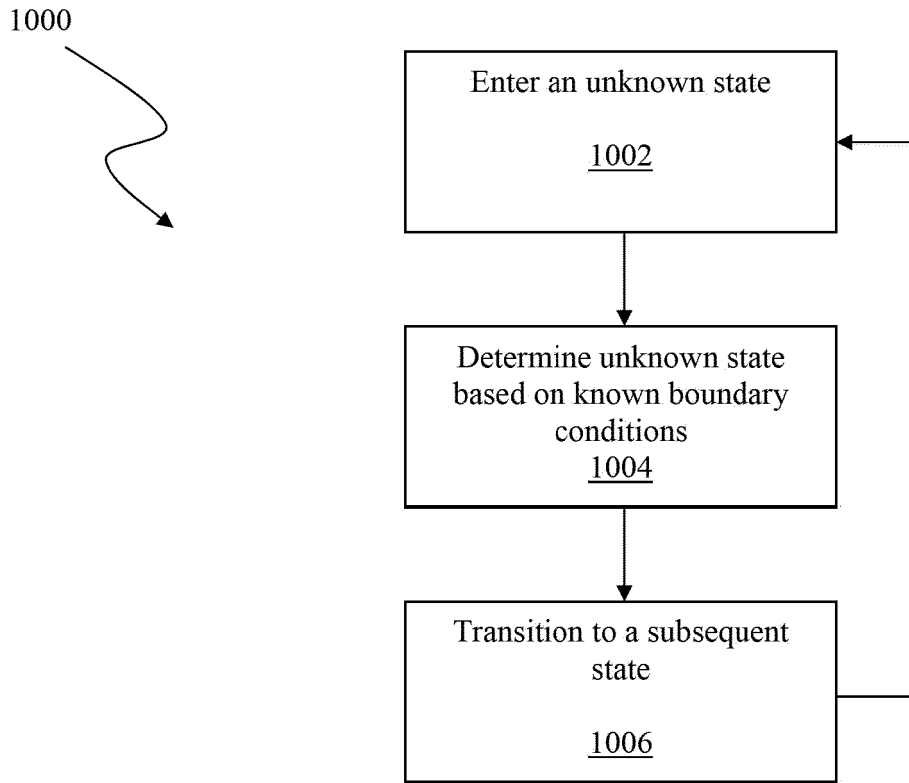 1000
Enter an unknown state
1002
Determine unknown state
based on known boundary
conditions
1004
Transition to a subsequent
state
1006